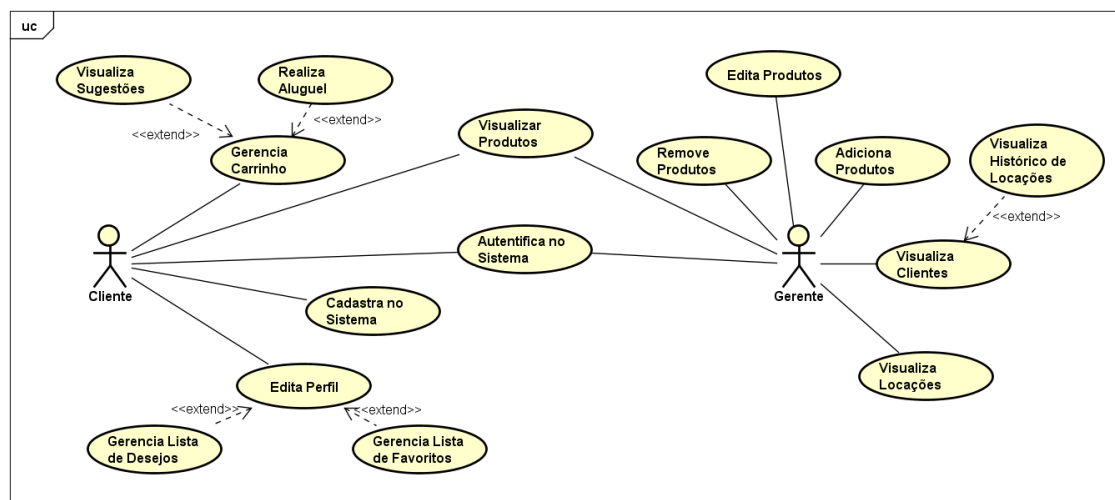 uc
Visualiza
Sugestões
Realiza
Aluguel
<<extend>>
<<extend>>
Gerencia
Carrinho
Visualizar
Produtos
Edita Produtos
Remove
Produtos
Adiciona
Produtos
Visualiza
Histórico de
Locações
<<extend>>
Autentifica no
Sistema
Visualiza
Clientes
Cliente
Gerente
Cadastra no
Sistema
Visualiza
Locações
Edita Perfil
<<extend>>
<<extend>>
Gerencia Lista
de Desejos
Gerencia Lista
de Favoritos